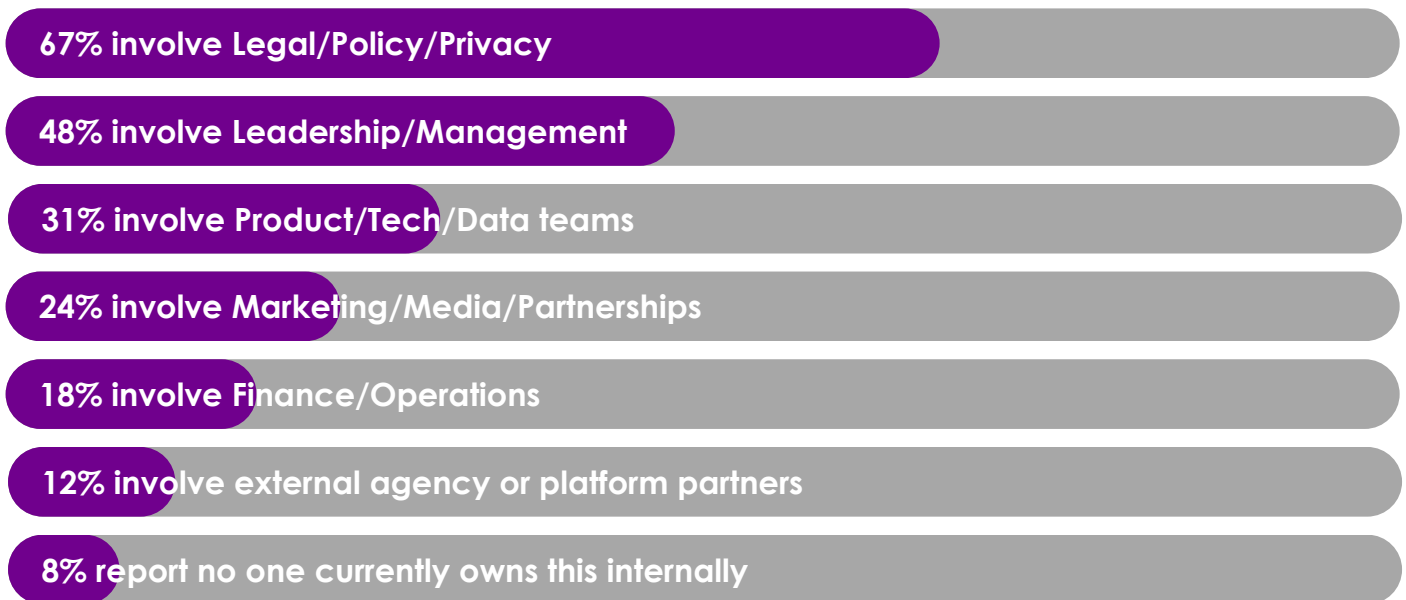 67% involve Legal/Policy/Privacy
48% involve Leadership/Management
31% involve Product/Tech/Data teams
24% involve Marketing/Media/Partnerships
18% involve Finance/Operations
12% involve external agency or platform partners
8% report no one currently owns this internally